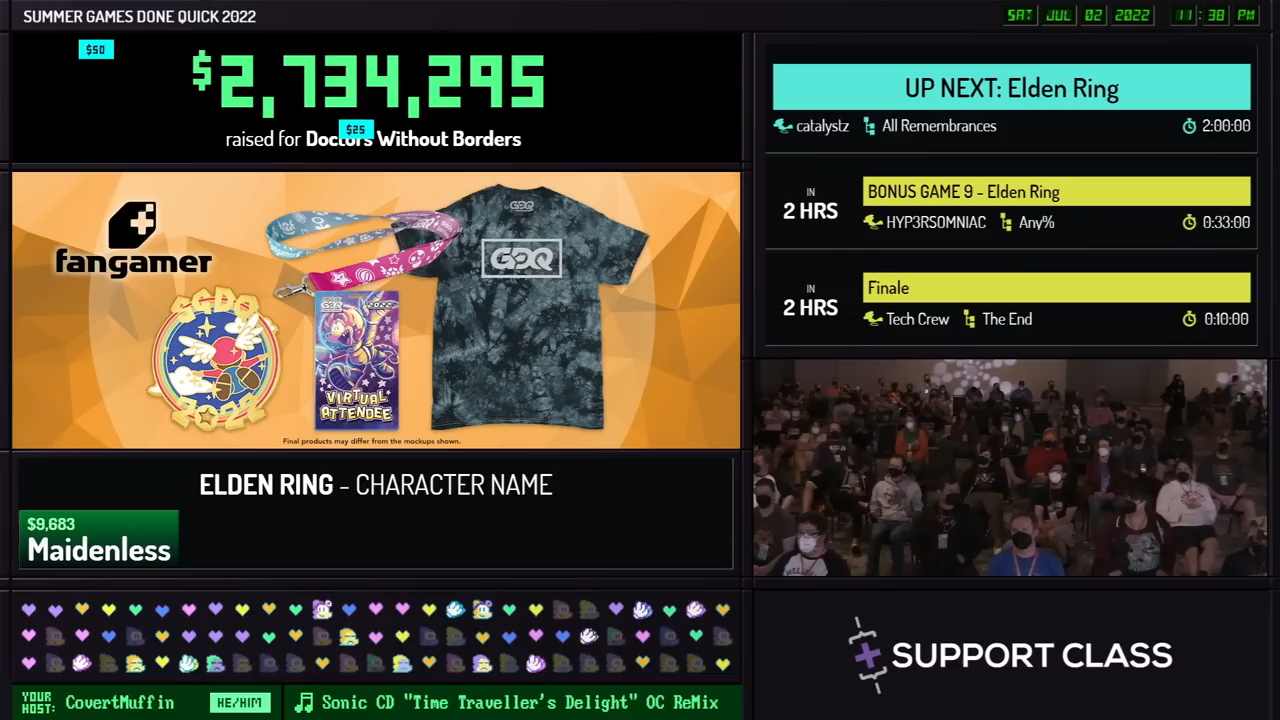 SUMMER GAMES DONE QUICK 2022
SAT JUL 02 2022 11:30 PM
$50
$2,734,295
$25
raised for Doctors Without Borders
UP NEXT: Elden Ring
catalystz All Remembrances 2:00:00
IN 2 HRS
BONUS GAME 9 - Elden Ring
HYP3RSOMNIAC Any% 0:33:00
IN 2 HRS
Finale
Tech Crew The End 0:10:00
fangamer
SGDQ
2022
GDQ
VIRTUAL
ATTENDEE
GDQ
GDQ
Final products may differ from the mockups shown.
ELDEN RING - CHARACTER NAME
$9,683
Maidenless
SUPPORT CLASS
YOUR HOST: CovertMuffin HE/HIM
Sonic CD "Time Traveller's Delight" OC ReMix